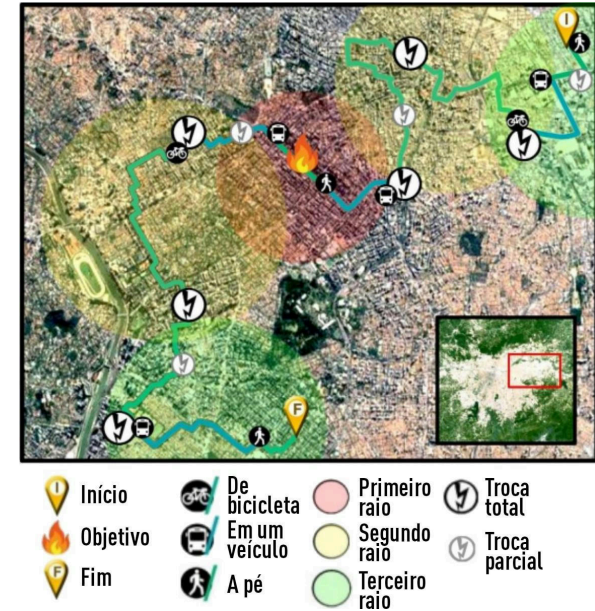 I
F
I
Início
Objetivo
F
Fim
De
bicicleta
Em um
veículo
A pé
Primeiro
raio
Segundo
raio
Terceiro
raio
Troca
total
Troca
parcial